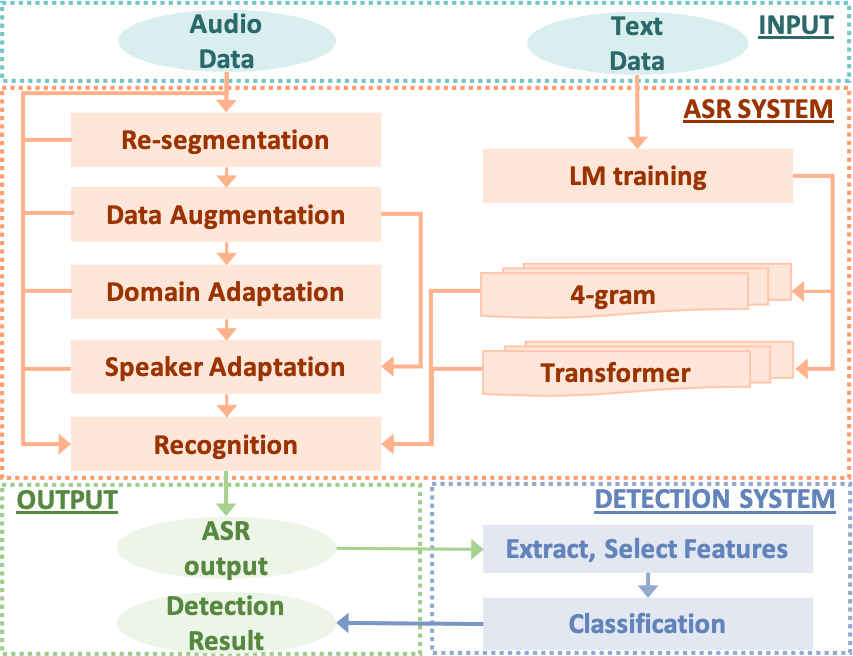 Audio
Data
Text
Data
INPUT
ASR SYSTEM
Re-segmentation
LM training
Data Augmentation
Domain Adaptation
4-gram
Speaker Adaptation
Transformer
Recognition
OUTPUT
DETECTION SYSTEM
ASR
output
Extract, Select Features
Detection
Result
Classification